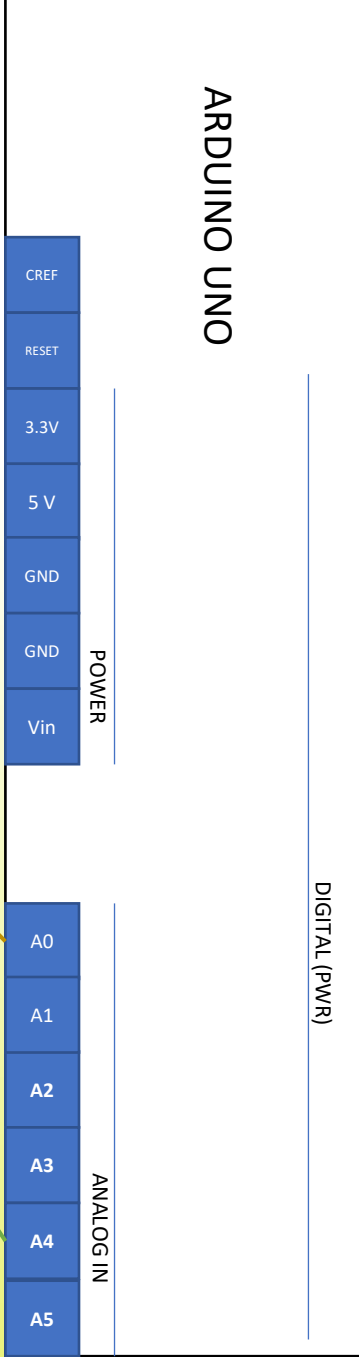 ARDUINO UNO
CREF
RESET
3.3V
5 V
GND
GND
Vin
POWER
DIGITAL (PWR)
A0
A1
A2
A3
A4
A5
ANALOG IN